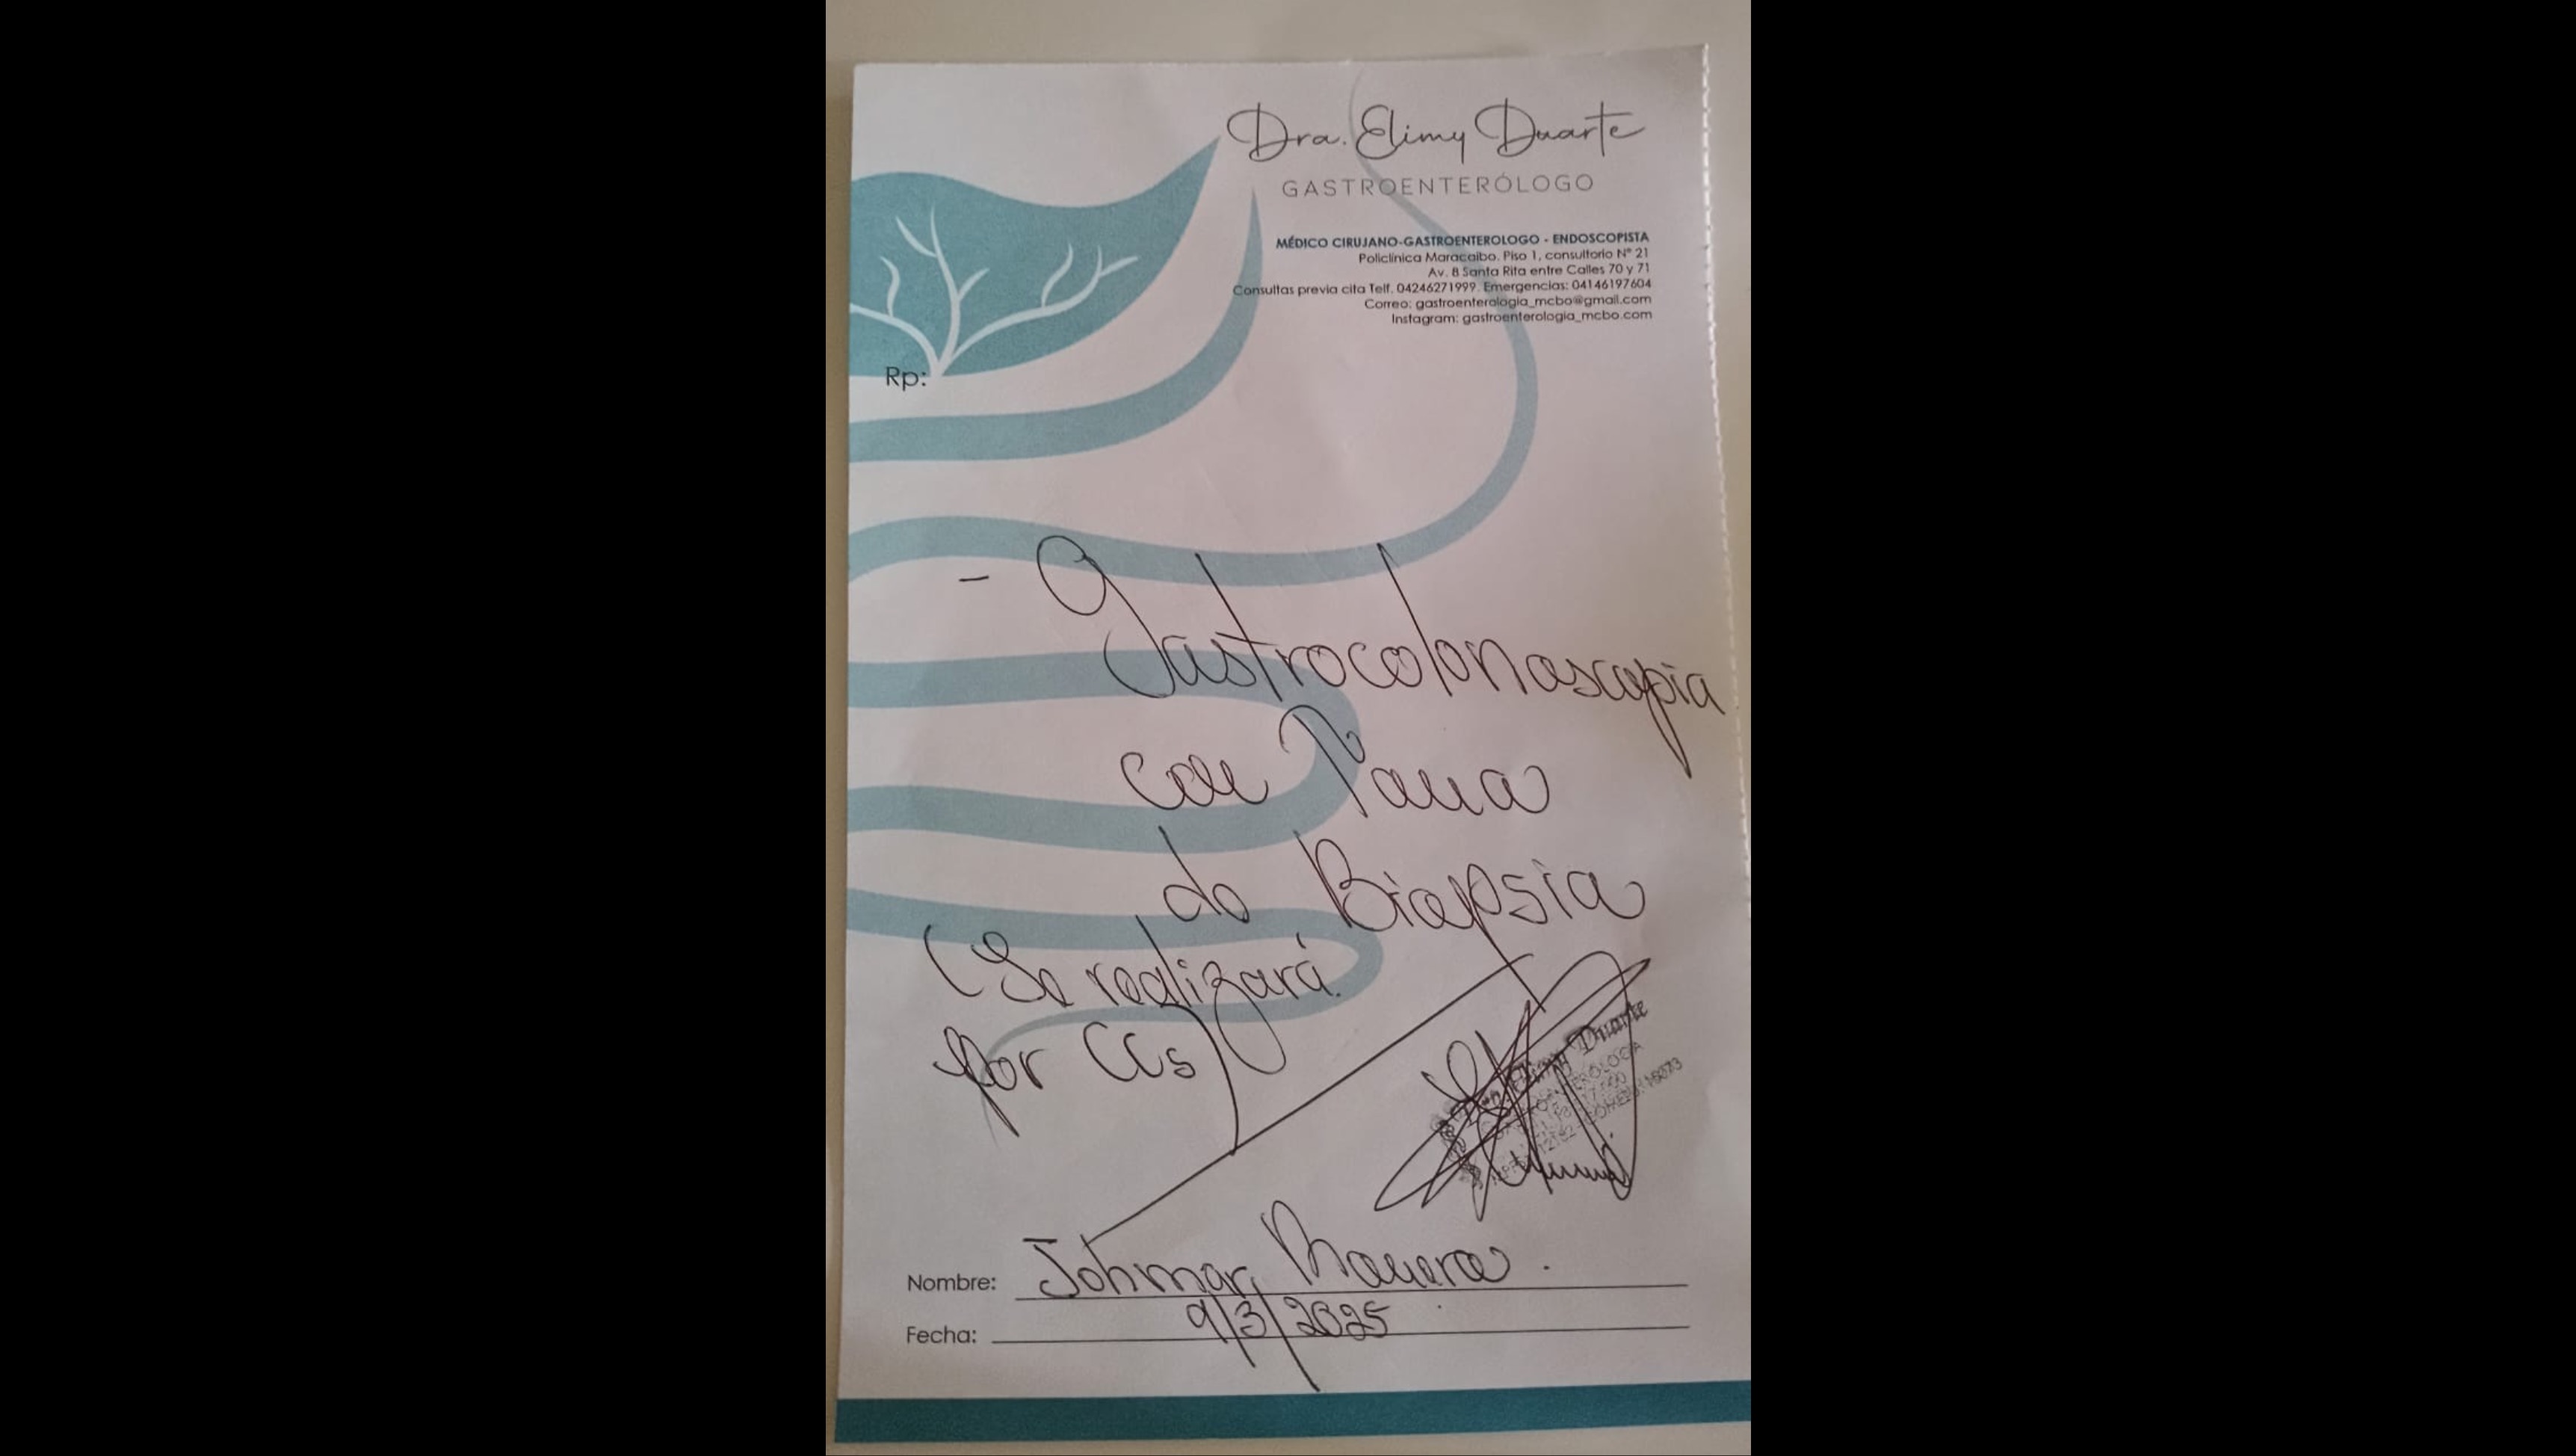 Dra. Elimy Duarte
GASTROENTERÓLOGO
MÉDICO CIRUJANO-GASTROENTEROLOGO - ENDOSCOPISTA
Policlínica Maracaibo. Piso 1, consultorio N° 21
Av. 8 Santa Rita entre Calles 70 y 71
Consultas previa cita Telf. 04246271999. Emergencias: 04146197604
Correo: gastroenterologia_mcbo@gmail.com
Instagram: gastroenterologia_mcbo.com
Rp:
- Gastrocolonoscopia
con Toma
de Biopsia
(Se realizará
por CCs)
Duarte
Nombre: Johmar
Fecha: 9/3/2025